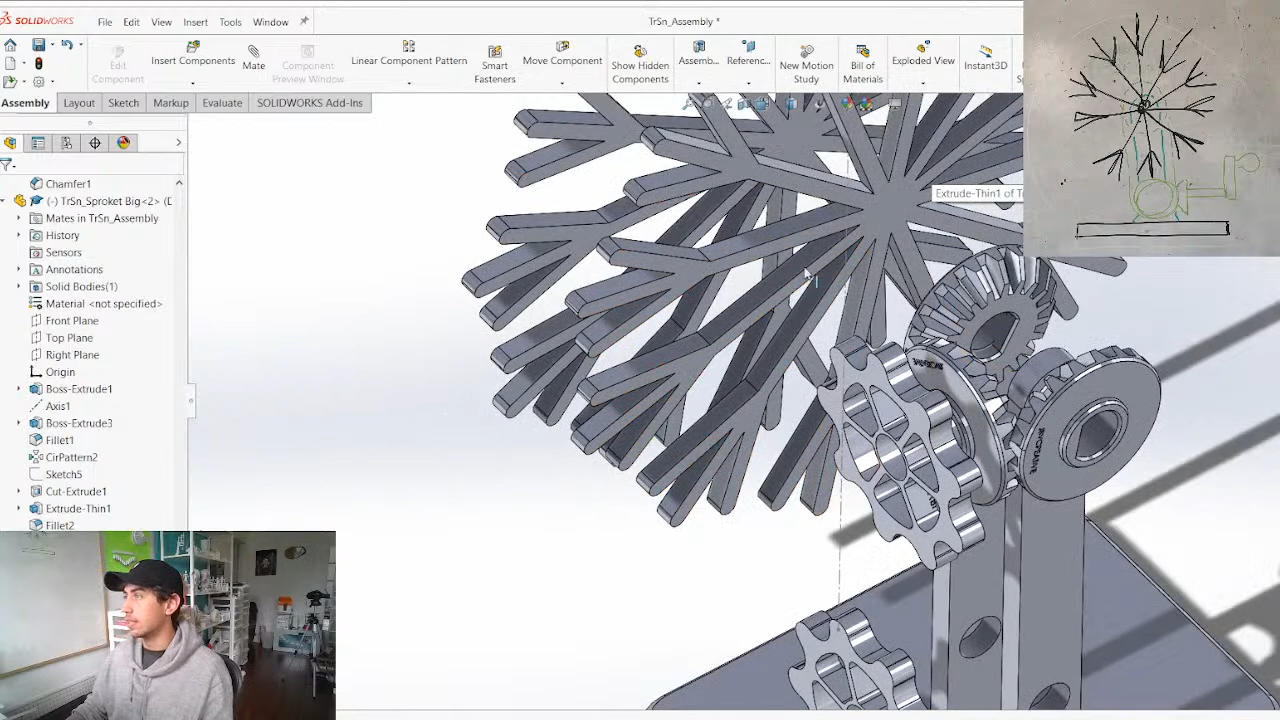 SOLIDWORKS File Edit View Insert Tools Window TrSn_Assembly *
Edit Component
Insert Components
Mate
Component Preview Window
Linear Component Pattern
Smart Fasteners
Move Component
Show Hidden Components
Assemb...
Referenc...
New Motion Study
Bill of Materials
Exploded View
Instant3D
Assembly Layout Sketch Markup Evaluate SOLIDWORKS Add-Ins
Chamfer1
(-) TrSn_Sprocket Big<2> (D
Mates in TrSn_Assembly
History
Sensors
Annotations
Solid Bodies(1)
Material <not specified>
Front Plane
Top Plane
Right Plane
Origin
Boss-Extrude1
Axis1
Boss-Extrude3
Fillet1
CirPattern2
Sketch5
Cut-Extrude1
Extrude-Thin1
Fillet2
Extrude-Thin1 of Tr